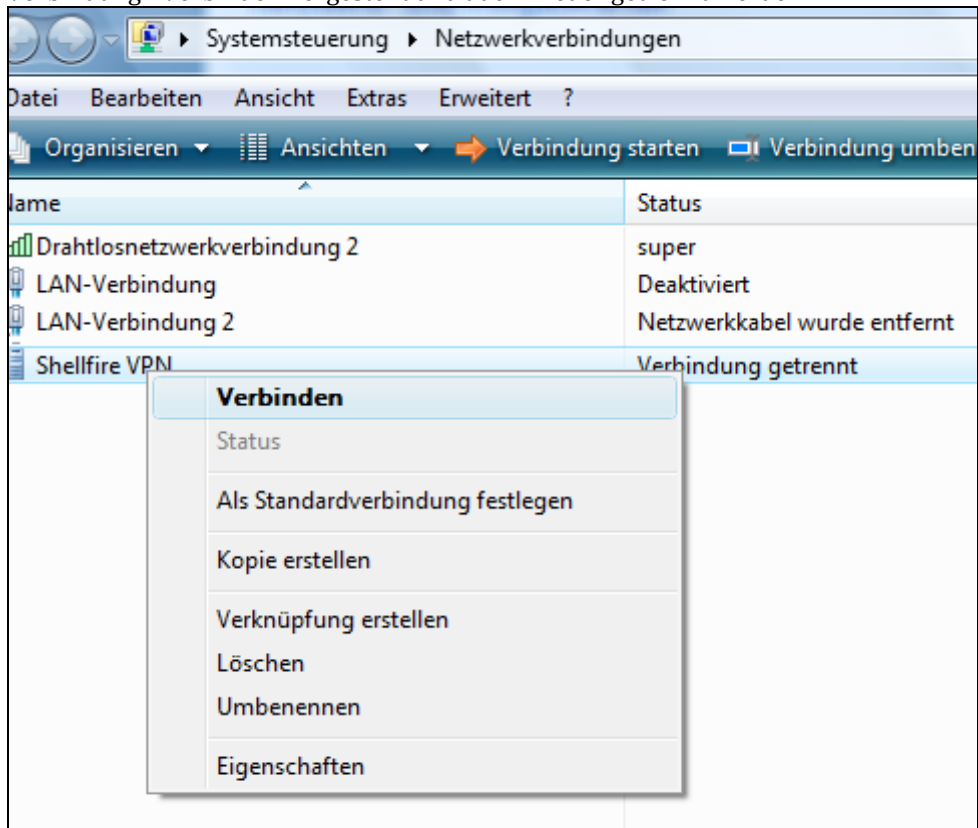 Systemsteuerung Netzwerkverbindungen
Datei Bearbeiten Ansicht Extras Erweitert ?
Organisieren Ansichten Verbindung starten Verbindung umben
Name Status
Drahtlosnetzwerkverbindung 2 super
LAN-Verbindung Deaktiviert
LAN-Verbindung 2 Netzwerkkabel wurde entfernt
Shellfire VPN Verbindung getrennt
Verbinden
Status
Als Standardverbindung festlegen
Kopie erstellen
Verknüpfung erstellen
Löschen
Umbenennen
Eigenschaften